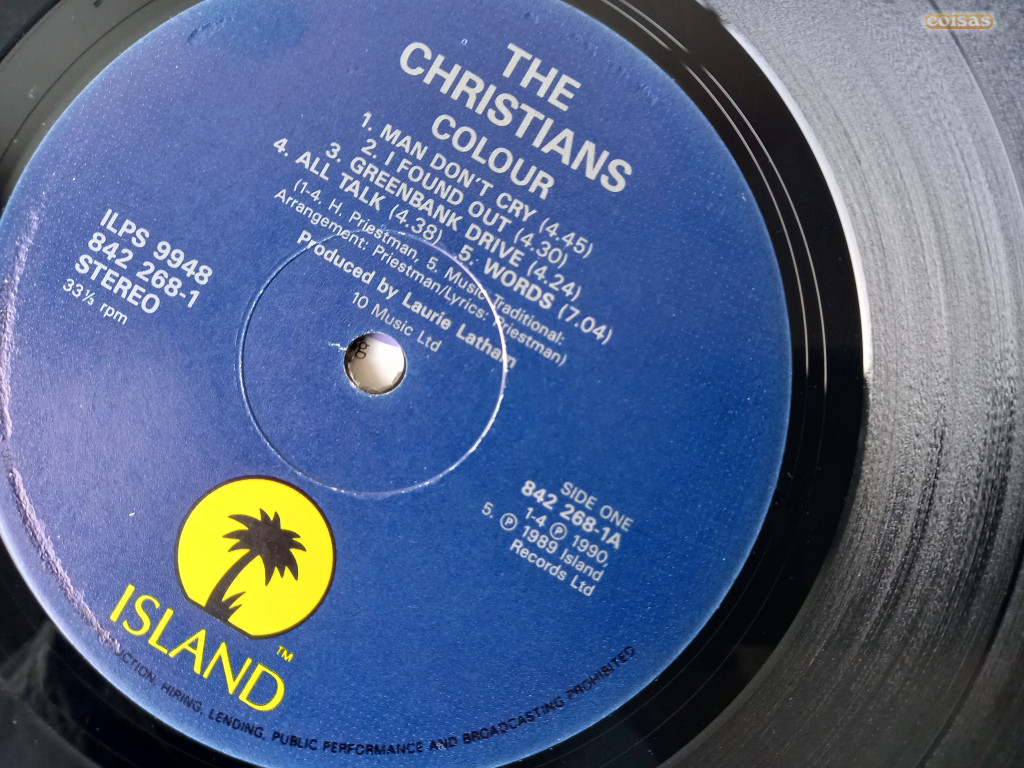 coisas
THE
CHRISTIANS
COLOUR
1. MAN DON'T CRY (4.45)
2. I FOUND OUT (4.30)
3. GREENBANK DRIVE (4.24)
4. ALL TALK (4.38) 5. WORDS (7.04)
(1-4, H. Priestman, 5. Music: Traditional:
Arrangement: Priestman/Lyrics: Priestman)
Produced by Laurie Latham
10 Music Ltd
ILPS 9948
842 268-1
STEREO
33⅓ rpm
SIDE ONE
842 268-1A
1-4 ℗ 1990,
5. ℗ 1989 Island
Records Ltd
ISLAND™
HIRING, LENDING, PUBLIC PERFORMANCE AND BROADCASTING PROHIBITED